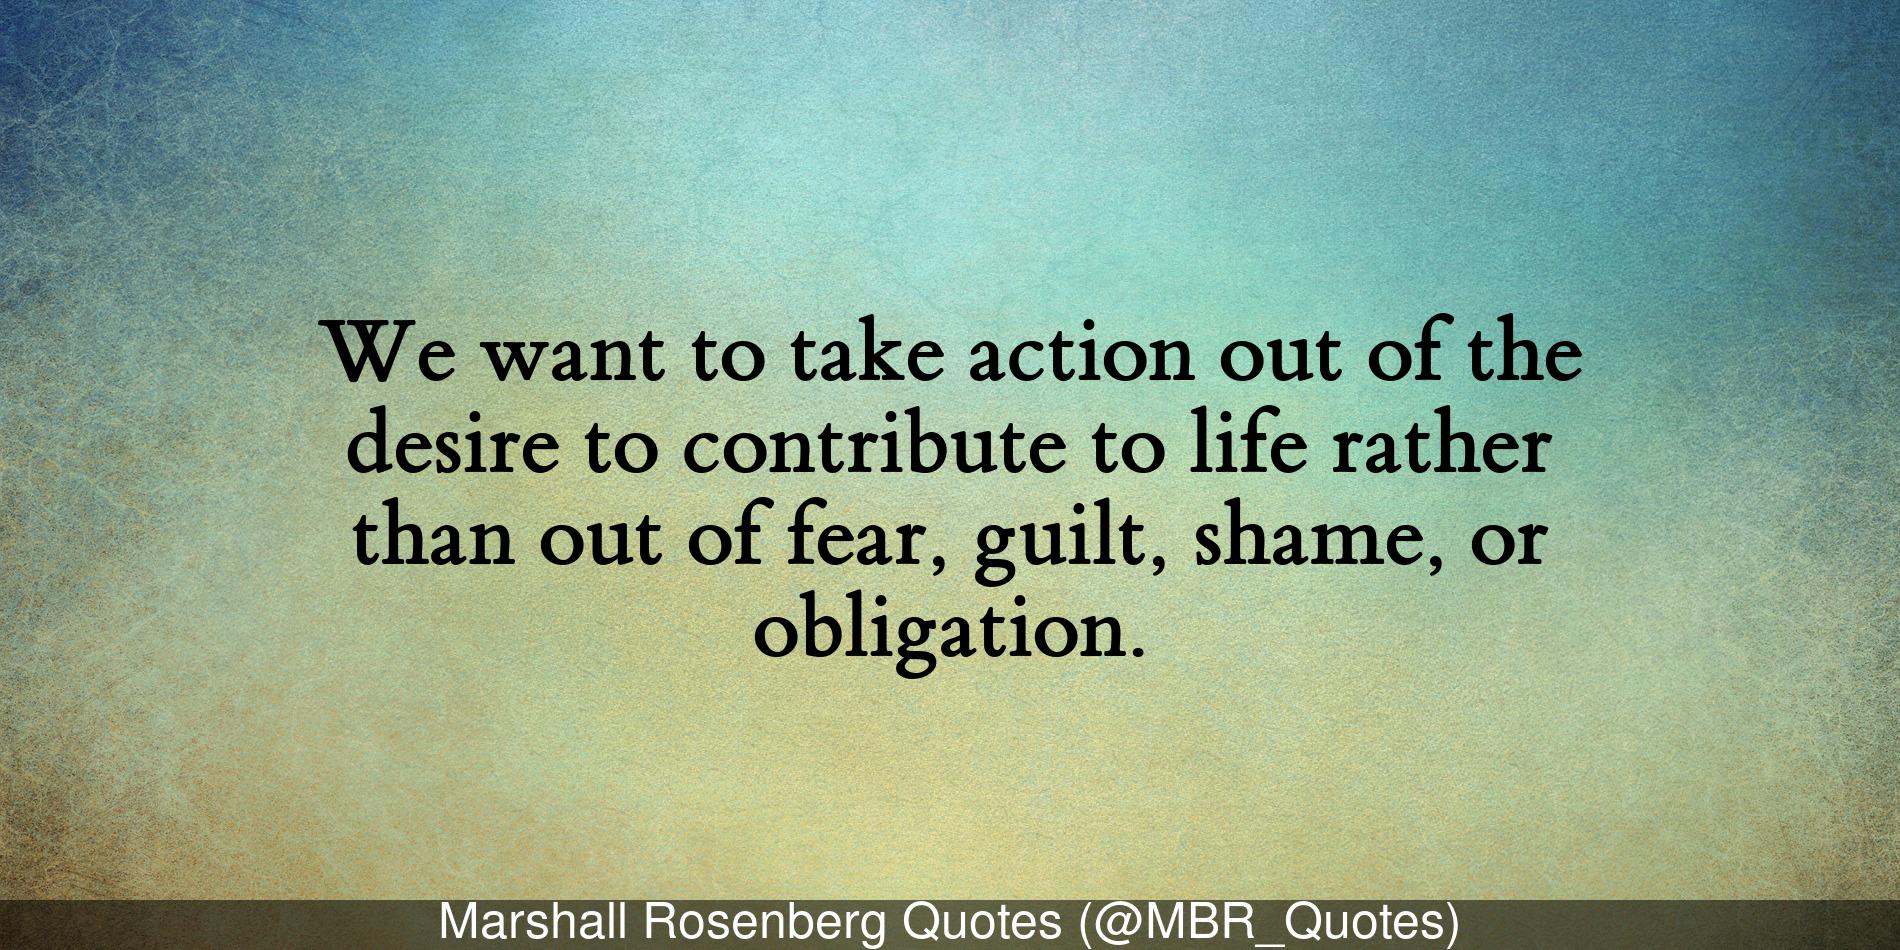 We want to take action out of the
desire to contribute to life rather
than out of fear, guilt, shame, or
obligation.
Marshall Rosenberg Quotes (@MBR_Quotes)